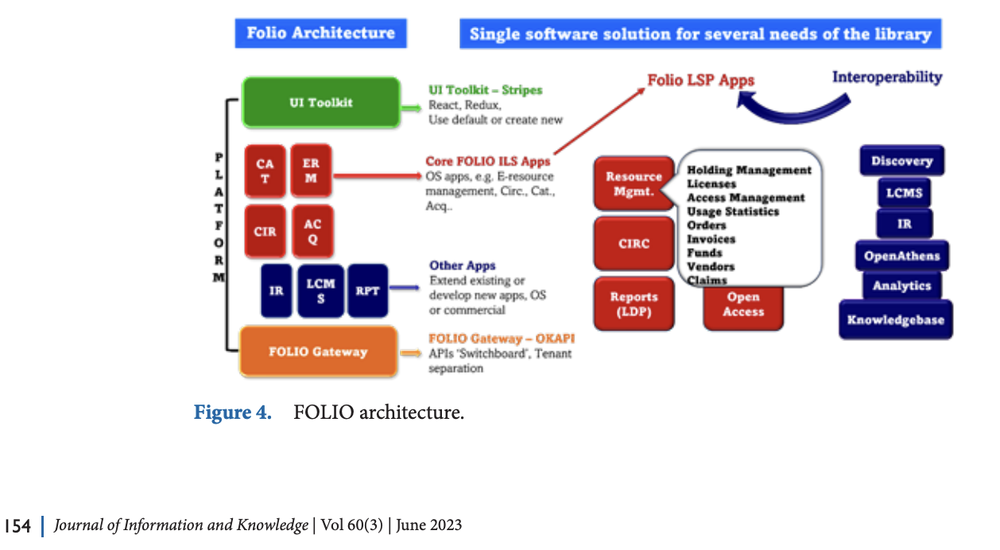 Folio Architecture
Single software solution for several needs of the library
PLATFORM
UI Toolkit
UI Toolkit – Stripes
React, Redux,
Use default or create new
CA
T
ER
M
CIR
AC
Q
Core FOLIO ILS Apps
OS apps, e.g. E-resource
management, Circ., Cat.,
Acq..
IR
LCM
S
RPT
Other Apps
Extend existing or
develop new apps, OS
or commercial
FOLIO Gateway
FOLIO Gateway – OKAPI
APIs 'Switchboard', Tenant
separation
Folio LSP Apps
Interoperability
Resource
Mgmt.
Holding Management
Licenses
Access Management
Usage Statistics
Orders
Invoices
Funds
Vendors
Claims
CIRC
Reports
(LDP)
Open
Access
Discovery
LCMS
IR
OpenAthens
Analytics
Knowledgebase
Figure 4. FOLIO architecture.
154 | Journal of Information and Knowledge | Vol 60(3) | June 2023